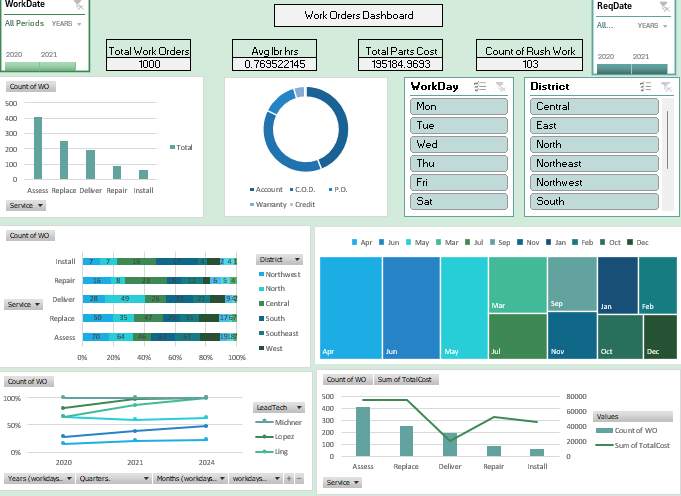 WorkDate
All Periods YEARS
2020 2021
Work Orders Dashboard
ReqDate
All... YEARS
2020 2021
Total Work Orders
1000
Avg lbr hrs
0.769522145
Total Parts Cost
195184.9693
Count of Rush Work
103
Count of WO
500
400
300
200
100
0
Assess Replace Deliver Repair Install
Total
Service
Account C.O.D. P.O.
Warranty Credit
WorkDay
Mon
Tue
Wed
Thu
Fri
Sat
District
Central
East
North
Northeast
Northwest
South
Count of WO
Install
Repair
Deliver
Replace
Assess
Service
0% 20% 40% 60% 80% 100%
District
Northwest
North
Central
South
Southeast
West
Apr Jun May Mar Jul Sep Nov Jan Feb Oct Dec
Apr
Jun
May
Mar
Jul
Sep
Nov
Jan
Feb
Oct
Dec
Count of WO
100%
50%
0%
2020 2021 2024
LeadTech
Michner
Lopez
Ling
Years (workdays... Quarters. Months (workdays... workdays...
Count of WO Sum of TotalCost
500
400
300
200
100
0
80000
60000
40000
20000
0
Assess Replace Deliver Repair Install
Values
Count of WO
Sum of TotalCost
Service